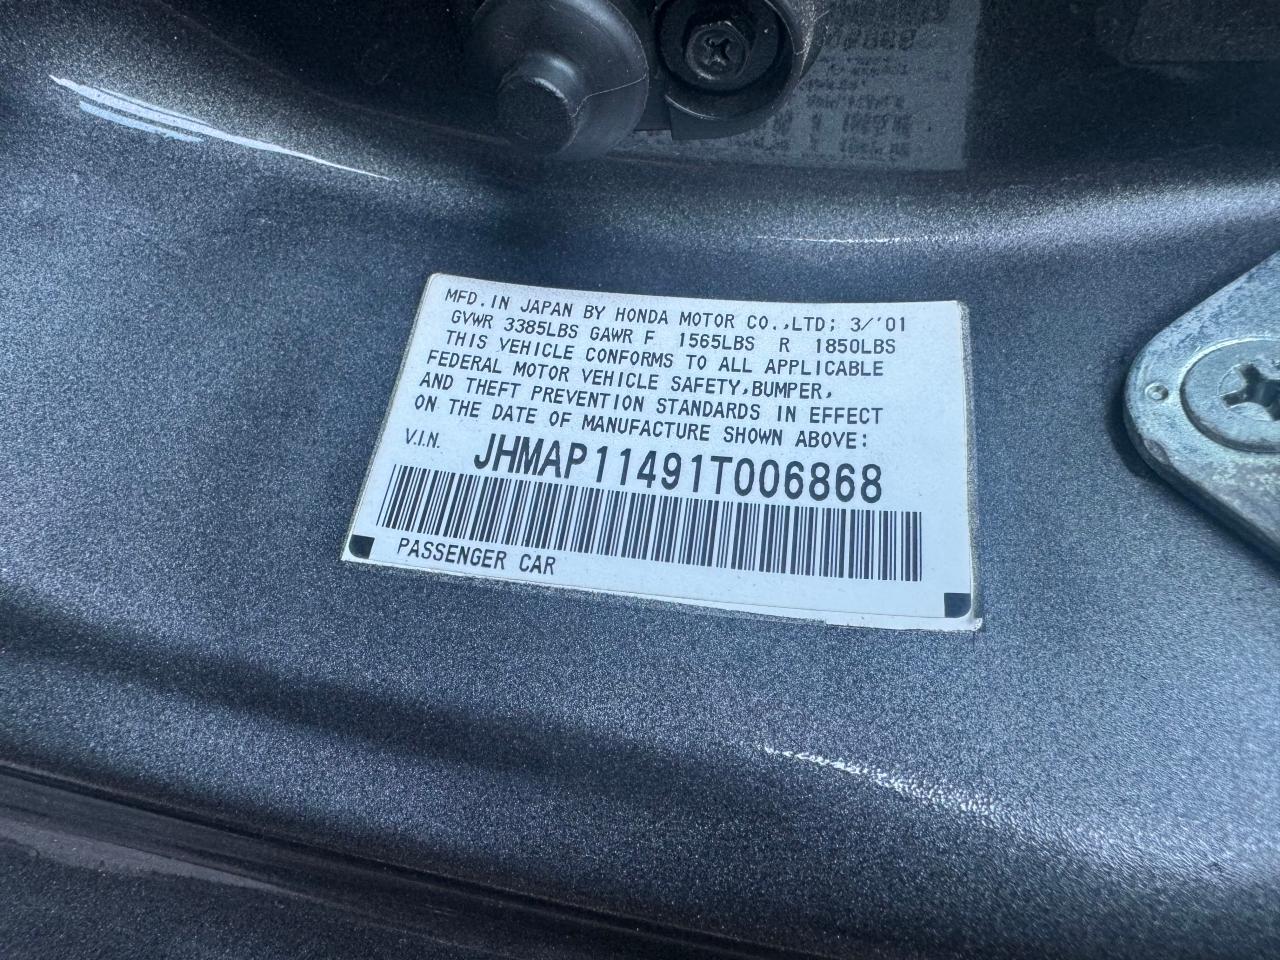 MFD. IN JAPAN BY HONDA MOTOR CO.,LTD; 3/'01
GVWR 3385LBS GAWR F 1565LBS R 1850LBS
THIS VEHICLE CONFORMS TO ALL APPLICABLE
FEDERAL MOTOR VEHICLE SAFETY,BUMPER,
AND THEFT PREVENTION STANDARDS IN EFFECT
ON THE DATE OF MANUFACTURE SHOWN ABOVE:
V.I.N. JHMAP11491T006868
PASSENGER CAR